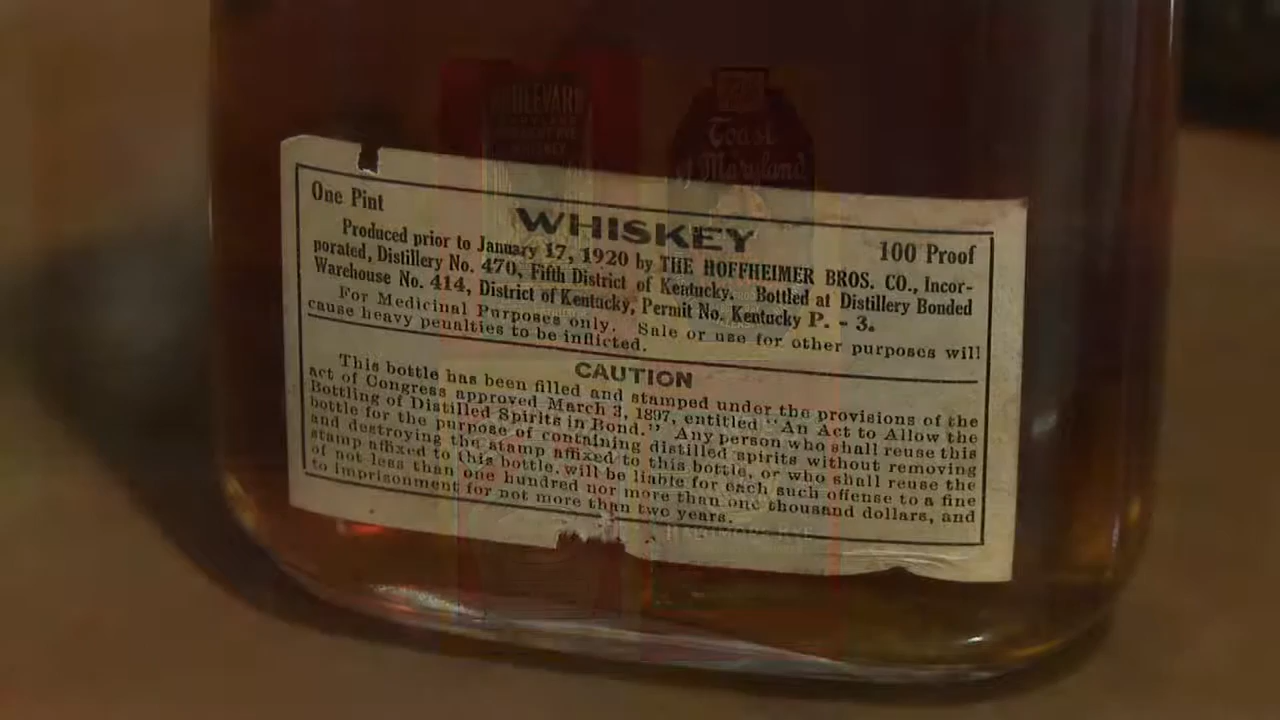 Toast
of Maryland
One Pint
WHISKEY
100 Proof
Produced prior to January 17, 1920 by THE HOFFHEIMER BROS. CO., Incor-
porated, Distillery No. 470, Fifth District of Kentucky. Bottled at Distillery Bonded
Warehouse No. 414, District of Kentucky, Permit No. Kentucky P. - 3.
For Medicinal Purposes only. Sale or use for other purposes will
cause heavy penalties to be inflicted.
CAUTION
This bottle has been filled and stamped under the provisions of the
act of Congress approved March 3, 1897, entitled "An Act to Allow the
Bottling of Distilled Spirits in Bond." Any person who shall reuse this
bottle for the purpose of containing distilled spirits without removing
and destroying the stamp affixed to this bottle, or who shall reuse the
stamp affixed to this bottle, will be liable for each such offense to a fine
of not less than one hundred nor more than one thousand dollars, and
to imprisonment for not more than two years.